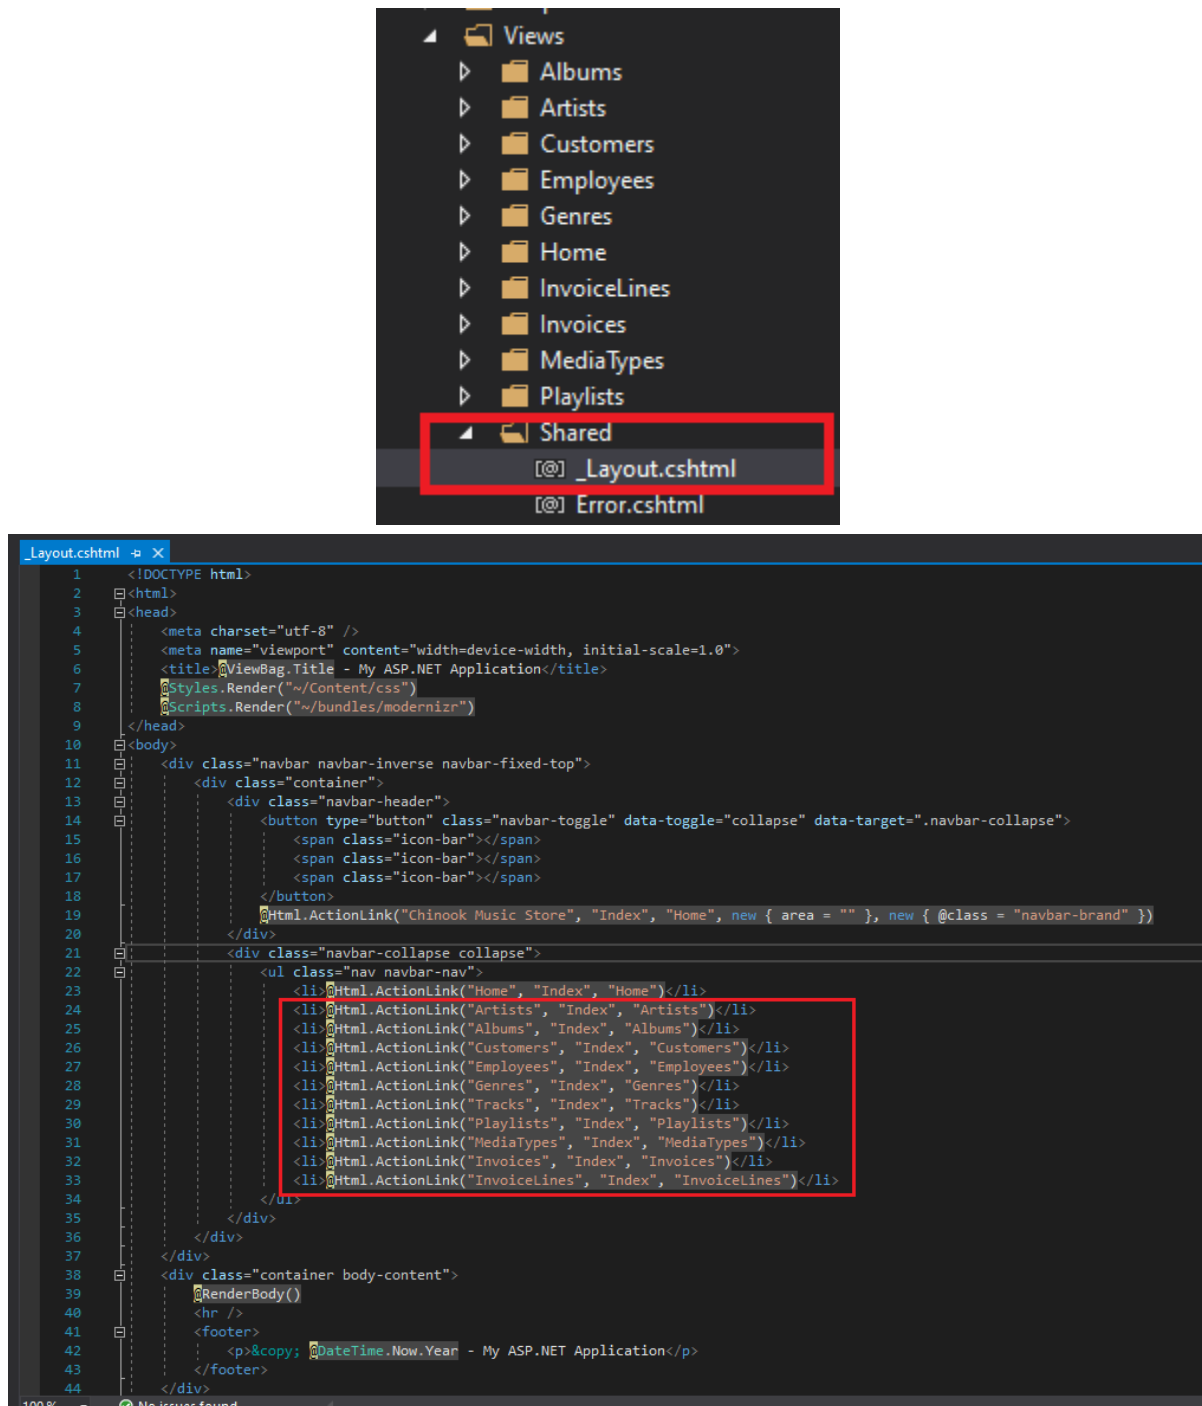 Views
Albums
Artists
Customers
Employees
Genres
Home
InvoiceLines
Invoices
MediaTypes
Playlists
Shared
[@] _Layout.cshtml
[@] Error.cshtml
_Layout.cshtml
1 <!DOCTYPE html>
2 <html>
3 <head>
4 <meta charset="utf-8" />
5 <meta name="viewport" content="width=device-width, initial-scale=1.0">
6 <title>@ViewBag.Title - My ASP.NET Application</title>
7 @Styles.Render("~/Content/css")
8 @Scripts.Render("~/bundles/modernizr")
9 </head>
10 <body>
11 <div class="navbar navbar-inverse navbar-fixed-top">
12 <div class="container">
13 <div class="navbar-header">
14 <button type="button" class="navbar-toggle" data-toggle="collapse" data-target=".navbar-collapse">
15 <span class="icon-bar"></span>
16 <span class="icon-bar"></span>
17 <span class="icon-bar"></span>
18 </button>
19 @Html.ActionLink("Chinook Music Store", "Index", "Home", new { area = "" }, new { @class = "navbar-brand" })
20 </div>
21 <div class="navbar-collapse collapse">
22 <ul class="nav navbar-nav">
23 <li>@Html.ActionLink("Home", "Index", "Home")</li>
24 <li>@Html.ActionLink("Artists", "Index", "Artists")</li>
25 <li>@Html.ActionLink("Albums", "Index", "Albums")</li>
26 <li>@Html.ActionLink("Customers", "Index", "Customers")</li>
27 <li>@Html.ActionLink("Employees", "Index", "Employees")</li>
28 <li>@Html.ActionLink("Genres", "Index", "Genres")</li>
29 <li>@Html.ActionLink("Tracks", "Index", "Tracks")</li>
30 <li>@Html.ActionLink("Playlists", "Index", "Playlists")</li>
31 <li>@Html.ActionLink("MediaTypes", "Index", "MediaTypes")</li>
32 <li>@Html.ActionLink("Invoices", "Index", "Invoices")</li>
33 <li>@Html.ActionLink("InvoiceLines", "Index", "InvoiceLines")</li>
34 </ul>
35 </div>
36 </div>
37 </div>
38 <div class="container body-content">
39 @RenderBody()
40 <hr />
41 <footer>
42 <p>&copy; @DateTime.Now.Year - My ASP.NET Application</p>
43 </footer>
44 </div>
100 % No issues found